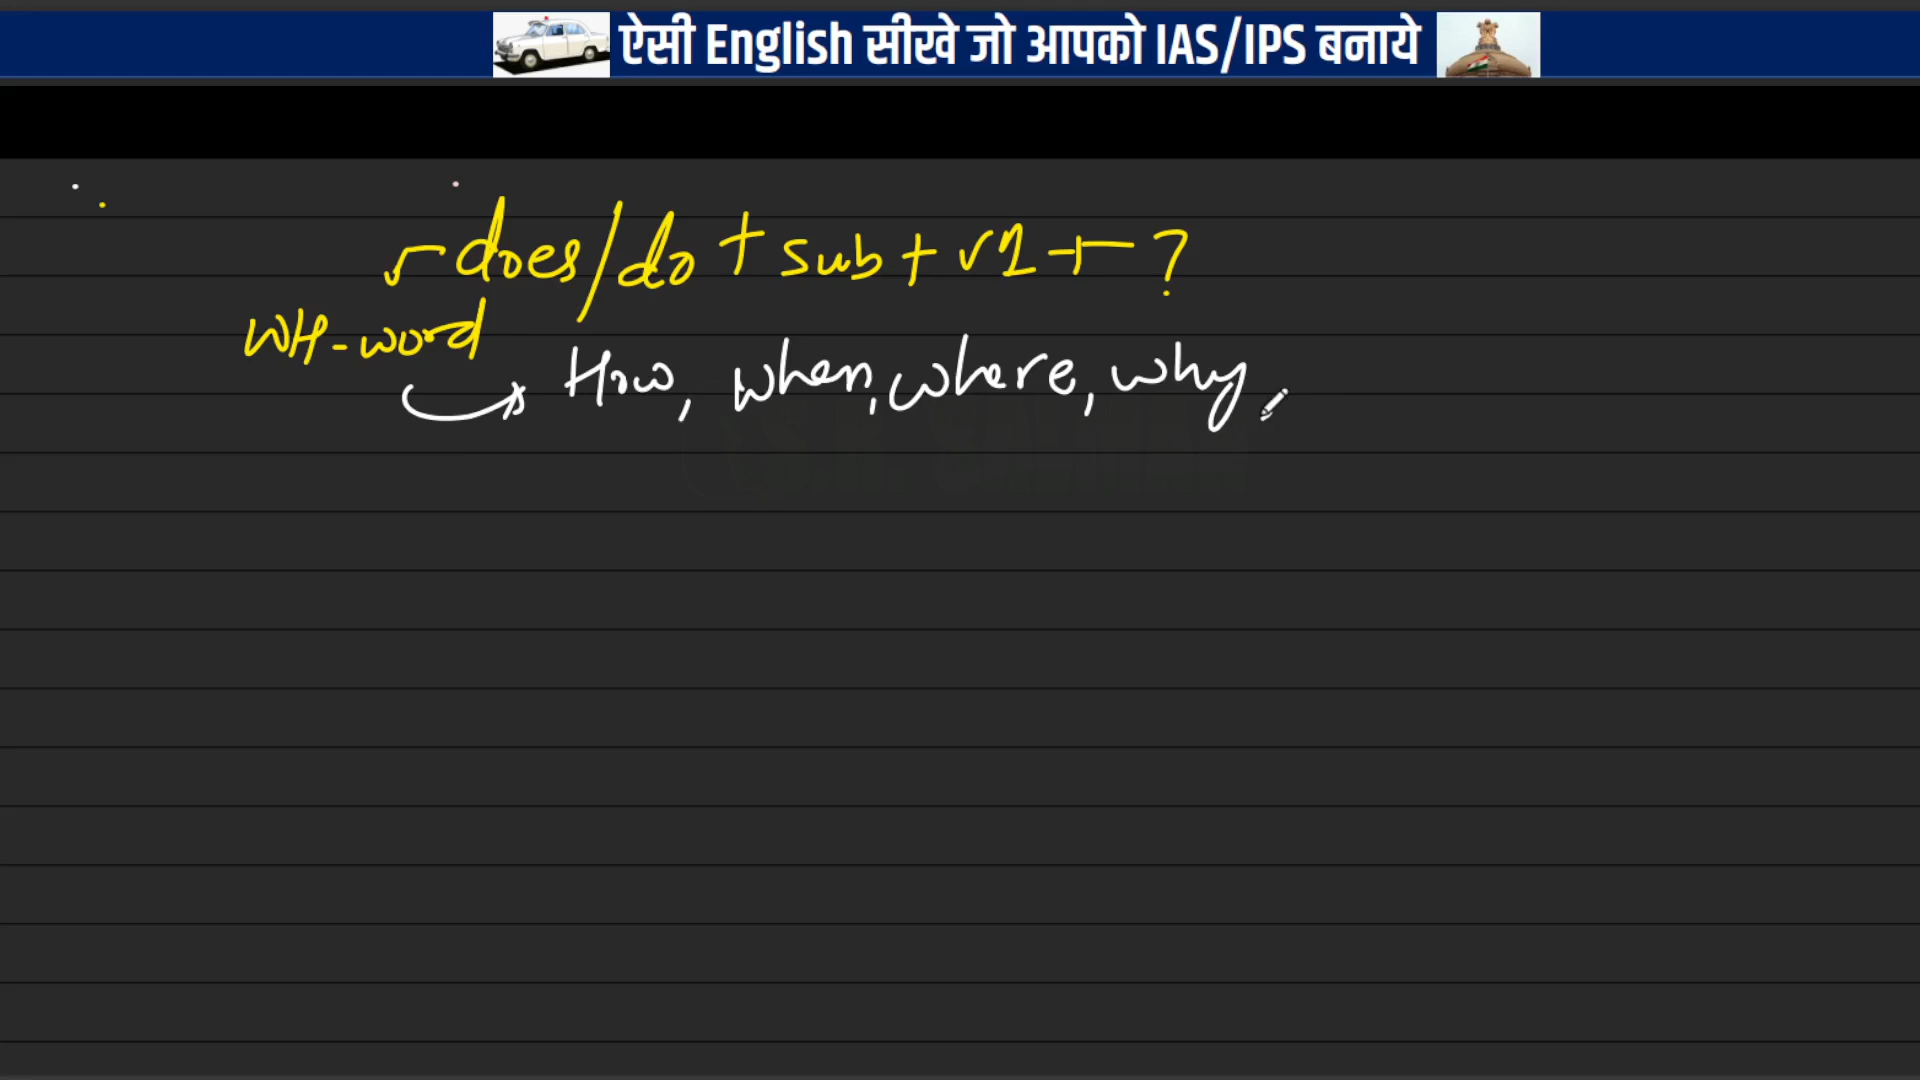 ऐसी English सीखे जो आपको IAS/IPS बनाये
does/do + sub + v1 + — ?
WH-word
How, when, where, why,